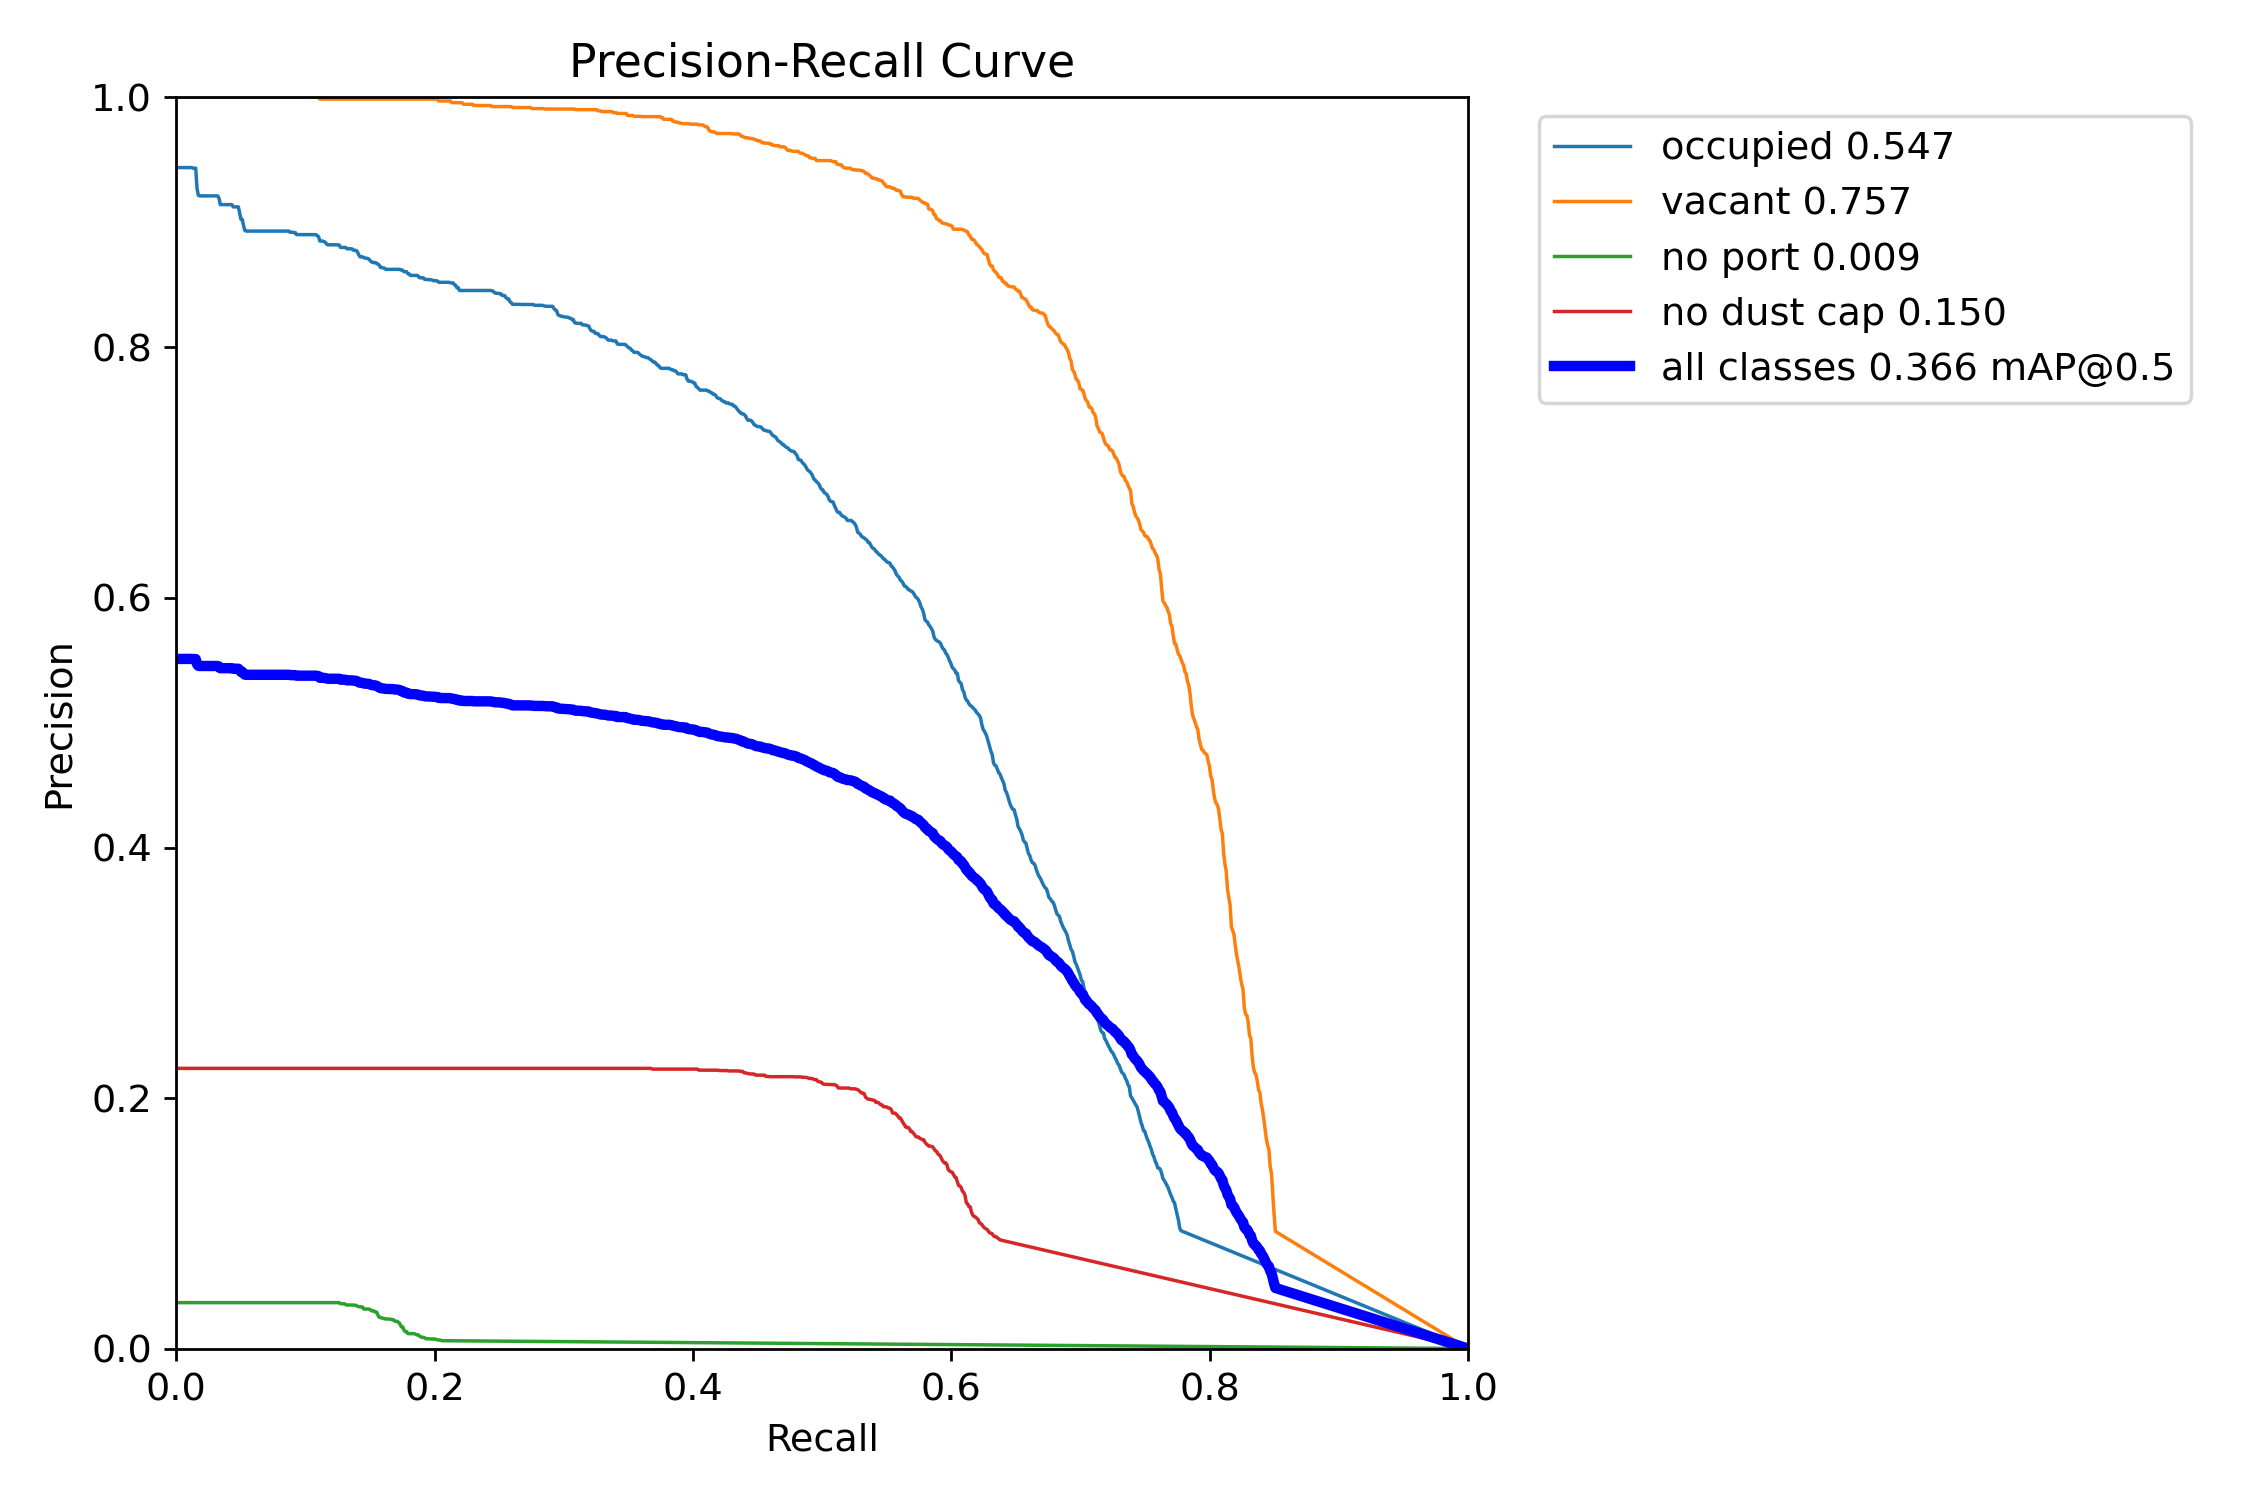 Precision-Recall Curve
1.0
0.8
0.6
0.4
0.2
0.0
Precision
0.0 0.2 0.4 0.6 0.8 1.0
Recall
occupied 0.547
vacant 0.757
no port 0.009
no dust cap 0.150
all classes 0.366 mAP@0.5